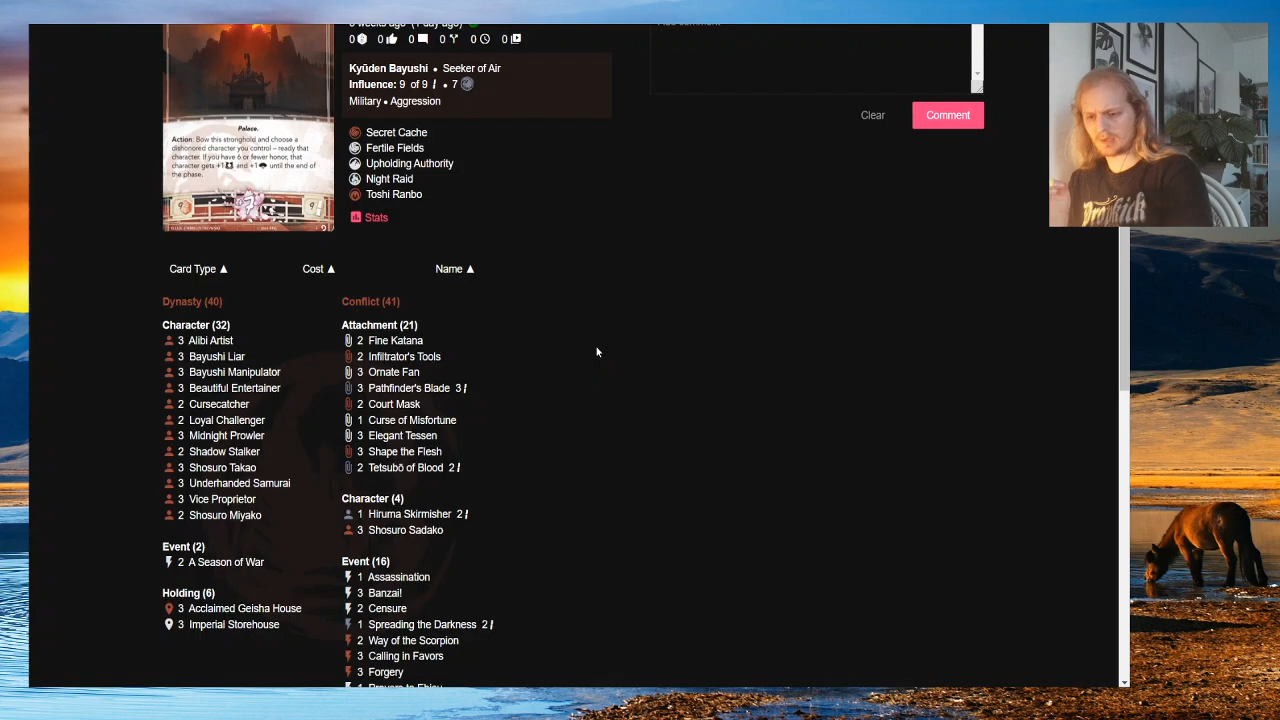 0 0 0 0 0 0
Kyūden Bayushi • Seeker of Air
Influence: 9 of 9 • 7
Military • Aggression
Secret Cache
Fertile Fields
Upholding Authority
Night Raid
Toshi Ranbo
Stats
Palace.
Action: Bow this stronghold and choose a
dishonored character you control – ready that
character. If you have 6 or fewer honor, that
character gets +1 and +1 until the end of
the phase.
9 9
Clear Comment
Card Type ▲ Cost ▲ Name ▲
Dynasty (40)
Character (32)
3 Alibi Artist
3 Bayushi Liar
3 Bayushi Manipulator
3 Beautiful Entertainer
2 Cursecatcher
2 Loyal Challenger
3 Midnight Prowler
2 Shadow Stalker
3 Shosuro Takao
3 Underhanded Samurai
3 Vice Proprietor
2 Shosuro Miyako
Event (2)
2 A Season of War
Holding (6)
3 Acclaimed Geisha House
3 Imperial Storehouse
Conflict (41)
Attachment (21)
2 Fine Katana
2 Infiltrator's Tools
3 Ornate Fan
3 Pathfinder's Blade 3
2 Court Mask
1 Curse of Misfortune
3 Elegant Tessen
3 Shape the Flesh
2 Tetsubō of Blood 2
Character (4)
1 Hiruma Skirmisher 2
3 Shosuro Sadako
Event (16)
1 Assassination
3 Banzai!
2 Censure
1 Spreading the Darkness 2
2 Way of the Scorpion
3 Calling in Favors
3 Forgery